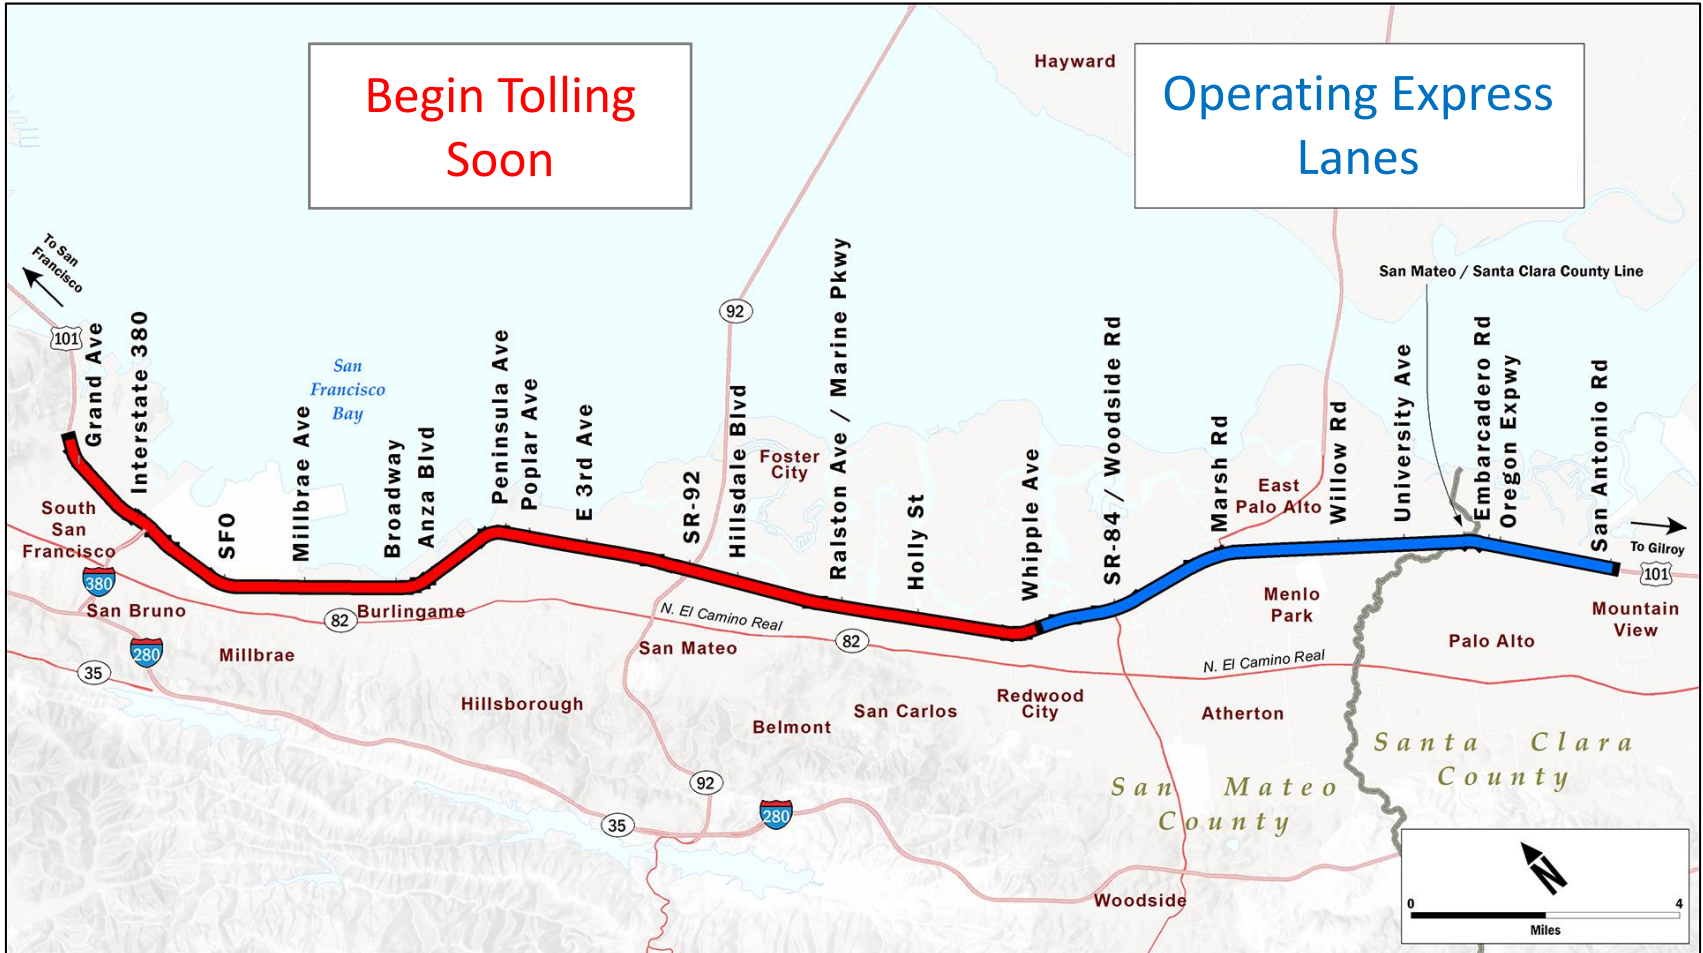 Begin Tolling
Soon
Operating Express
Lanes
Hayward
To San
Francisco
San Mateo / Santa Clara County Line
101
92
Grand Ave
Interstate 380
SFO
Millbrae Ave
Broadway
Anza Blvd
Peninsula Ave
Poplar Ave
E 3rd Ave
SR-92
Hillsdale Blvd
Ralston Ave / Marine Pkwy
Holly St
Whipple Ave
SR-84 / Woodside Rd
Marsh Rd
Willow Rd
University Ave
Embarcadero Rd
Oregon Expwy
San Antonio Rd
San
Francisco
Bay
Foster
City
East
Palo Alto
South
San
Francisco
To Gilroy
101
380
San Bruno
82
Burlingame
N. El Camino Real
82
Menlo
Park
Mountain
View
280
Millbrae
35
San Mateo
Palo Alto
N. El Camino Real
Hillsborough
Belmont
San Carlos
Redwood
City
Atherton
Santa Clara
County
San Mateo
County
92
280
35
Woodside
N
0 4
Miles